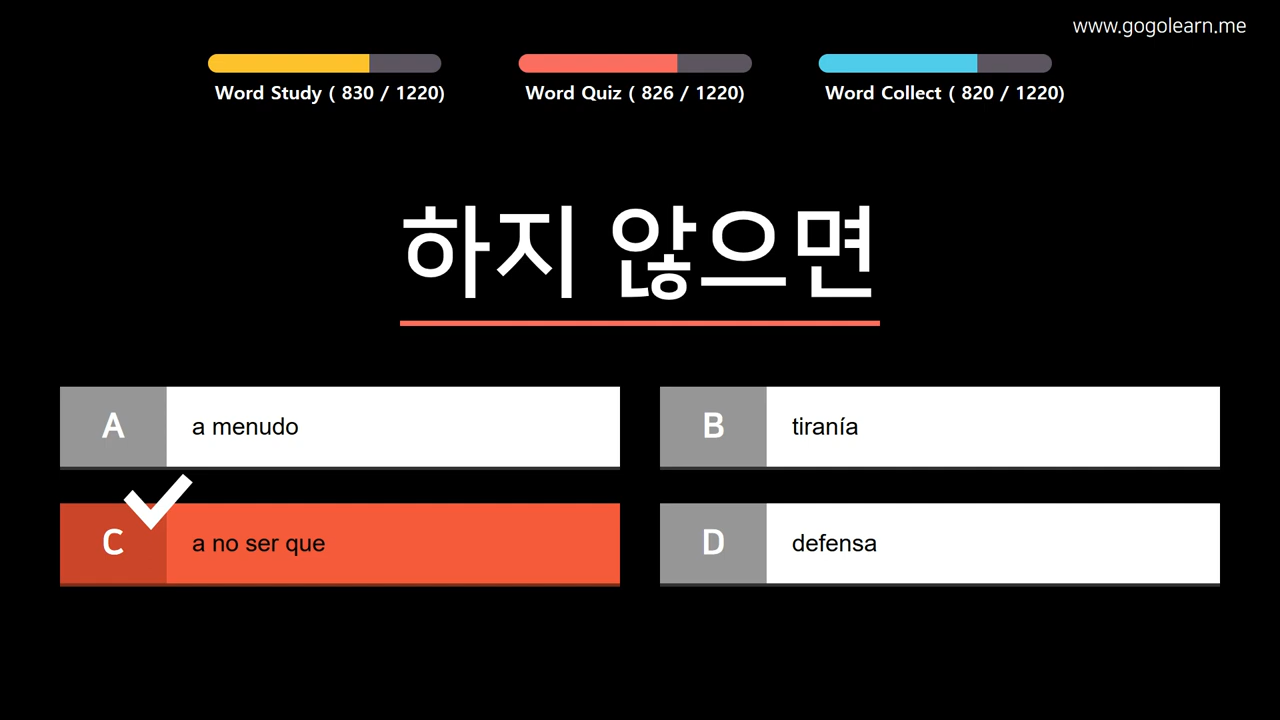 www.gogolearn.me
Word Study ( 830 / 1220)
Word Quiz ( 826 / 1220)
Word Collect ( 820 / 1220)
하지 않으면
A
a menudo
B
tiranía
C
a no ser que
D
defensa